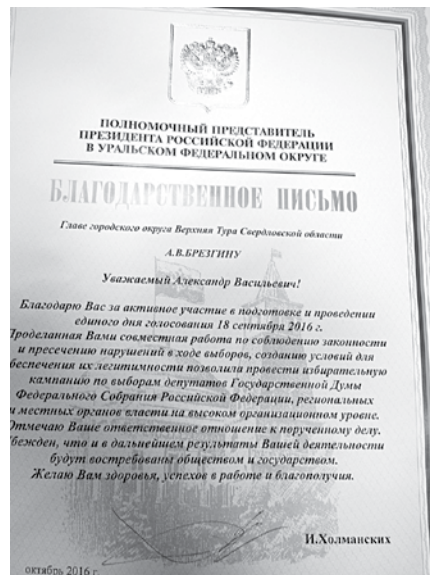 ПОЛНОМОЧНЫЙ ПРЕДСТАВИТЕЛЬ
ПРЕЗИДЕНТА РОССИЙСКОЙ ФЕДЕРАЦИИ
В УРАЛЬСКОМ ФЕДЕРАЛЬНОМ ОКРУГЕ
БЛАГОДАРСТВЕННОЕ ПИСЬМО
Главе городского округа Верхняя Тура Свердловской области
А.В.БРЕЗГИНУ
Уважаемый Александр Васильевич!
Благодарю Вас за активное участие в подготовке и проведении
единого дня голосования 18 сентября 2016 г.
Проделанная Вами совместная работа по соблюдению законности
и пресечению нарушений в ходе выборов, созданию условий для
беспечения их легитимности позволили провести избирательную
кампанию по выборам депутатов Государственной Думы
Федерального Собрания Российской Федерации, региональных
и местных органов власти на высоком организационном уровне.
Отмечаю Ваше ответственное отношение к порученному делу.
Убежден, что и в дальнейшем результаты Вашей деятельности
будут востребованы обществом и государством.
Желаю Вам здоровья, успехов в работе и благополучия.
И.Холманских
октябрь 2016 г.